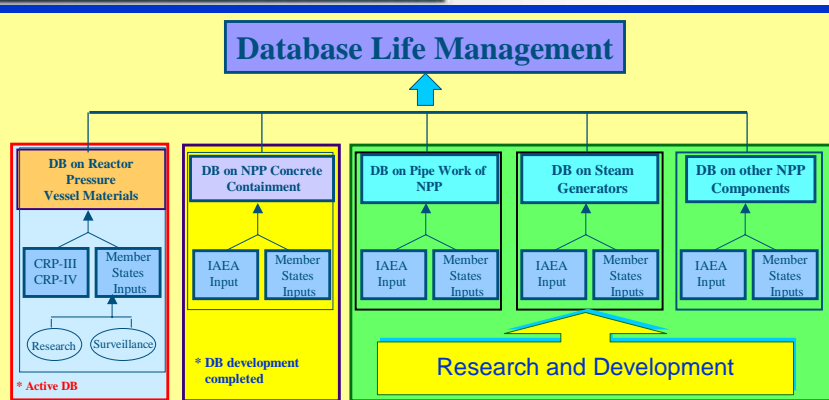 Database Life Management
DB on Reactor
Pressure
Vessel Materials
DB on NPP Concrete
Containment
DB on Pipe Work of
NPP
DB on Steam
Generators
DB on other NPP
Components
CRP-III
CRP-IV
Member
States
Inputs
IAEA
Input
Member
States
Inputs
IAEA
Input
Member
States
Inputs
IAEA
Input
Member
States
Inputs
IAEA
Input
Member
States
Inputs
Research
Surveillance
* Active DB
* DB development
completed
Research and Development